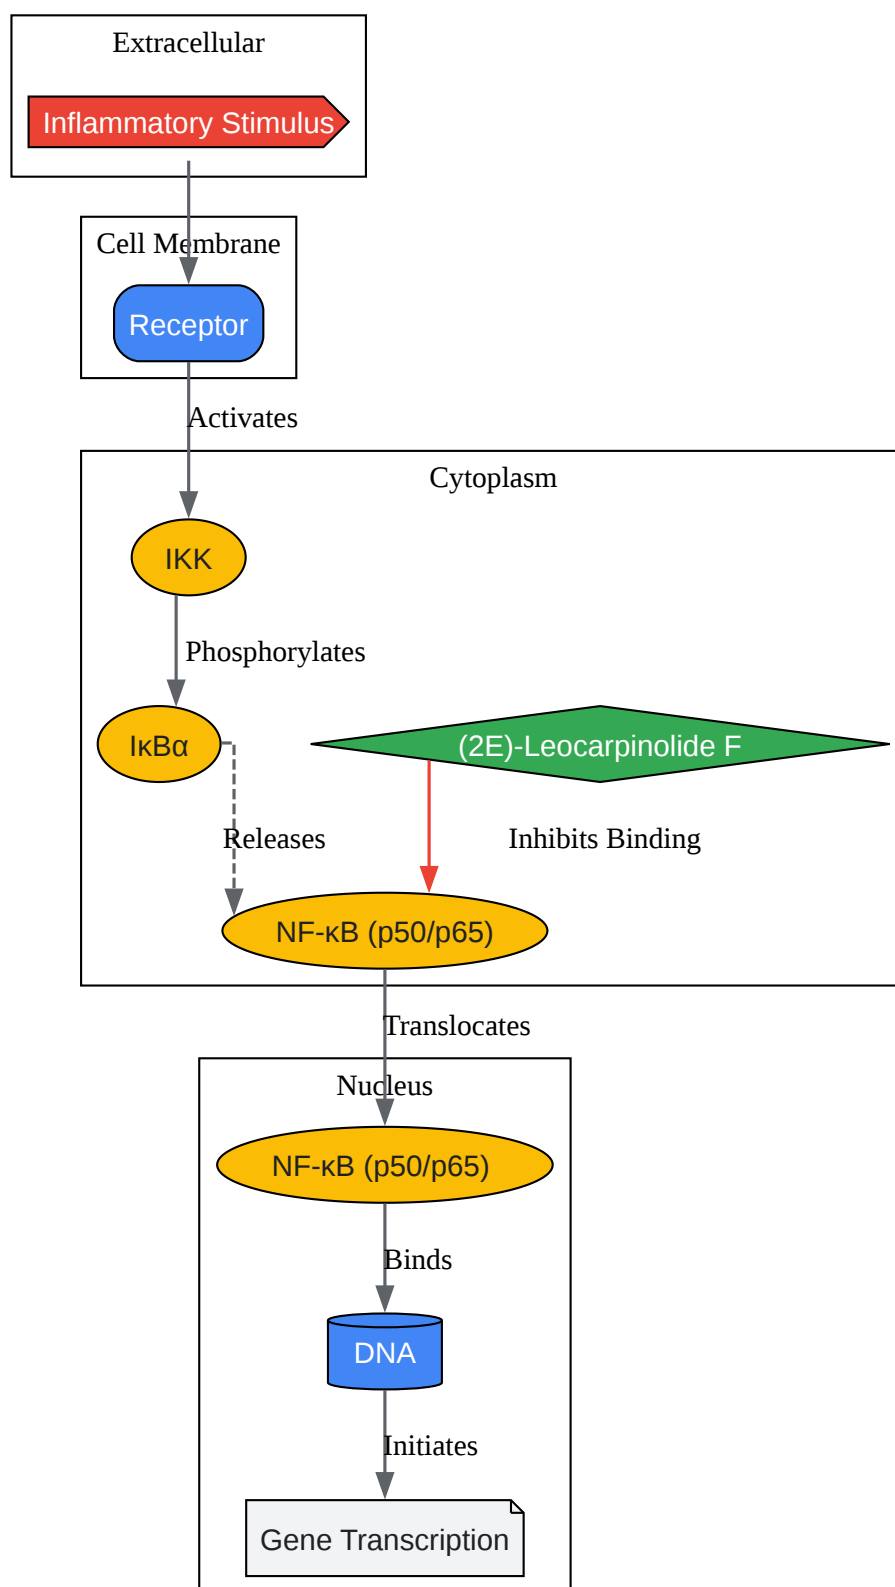 Extracellular
Inflammatory Stimulus
Cell Membrane
Receptor
Activates
Cytoplasm
IKK
Phosphorylates
IκBα
(2E)-Leocarpinolide F
Releases
Inhibits Binding
NF-κB (p50/p65)
Translocates
Nucleus
NF-κB (p50/p65)
Binds
DNA
Initiates
Gene Transcription